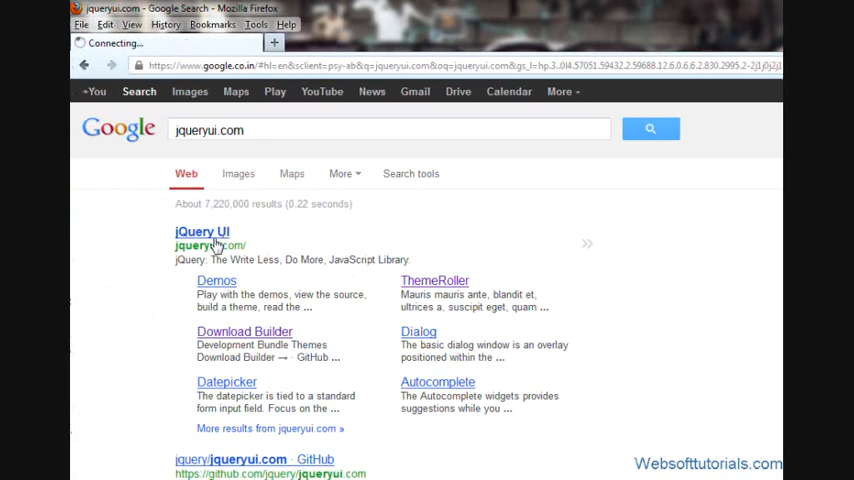 jqueryui.com - Google Search - Mozilla Firefox
File Edit View History Bookmarks Tools Help
Connecting...
+You Search Images Maps Play YouTube News Gmail Drive Calendar More
Google jqueryui.com
Web Images Maps More Search tools
About 7,220,000 results (0.22 seconds)
jQuery UI
jqueryui.com/
jQuery: The Write Less, Do More, JavaScript Library.
Demos
Play with the demos, view the source,
build a theme, read the ...
ThemeRoller
Mauris mauris ante, blandit et,
ultrices a, suscipit eget, quam ...
Download Builder
Development Bundle Themes
Download Builder → · GitHub ...
Dialog
The basic dialog window is an overlay
positioned within the ...
Datepicker
The datepicker is tied to a standard
form input field. Focus on the ...
Autocomplete
The Autocomplete widgets provides
suggestions while you ...
More results from jqueryui.com »
jquery/jqueryui.com · GitHub
https://github.com/jquery/jqueryui.com
Websofttutorials.com